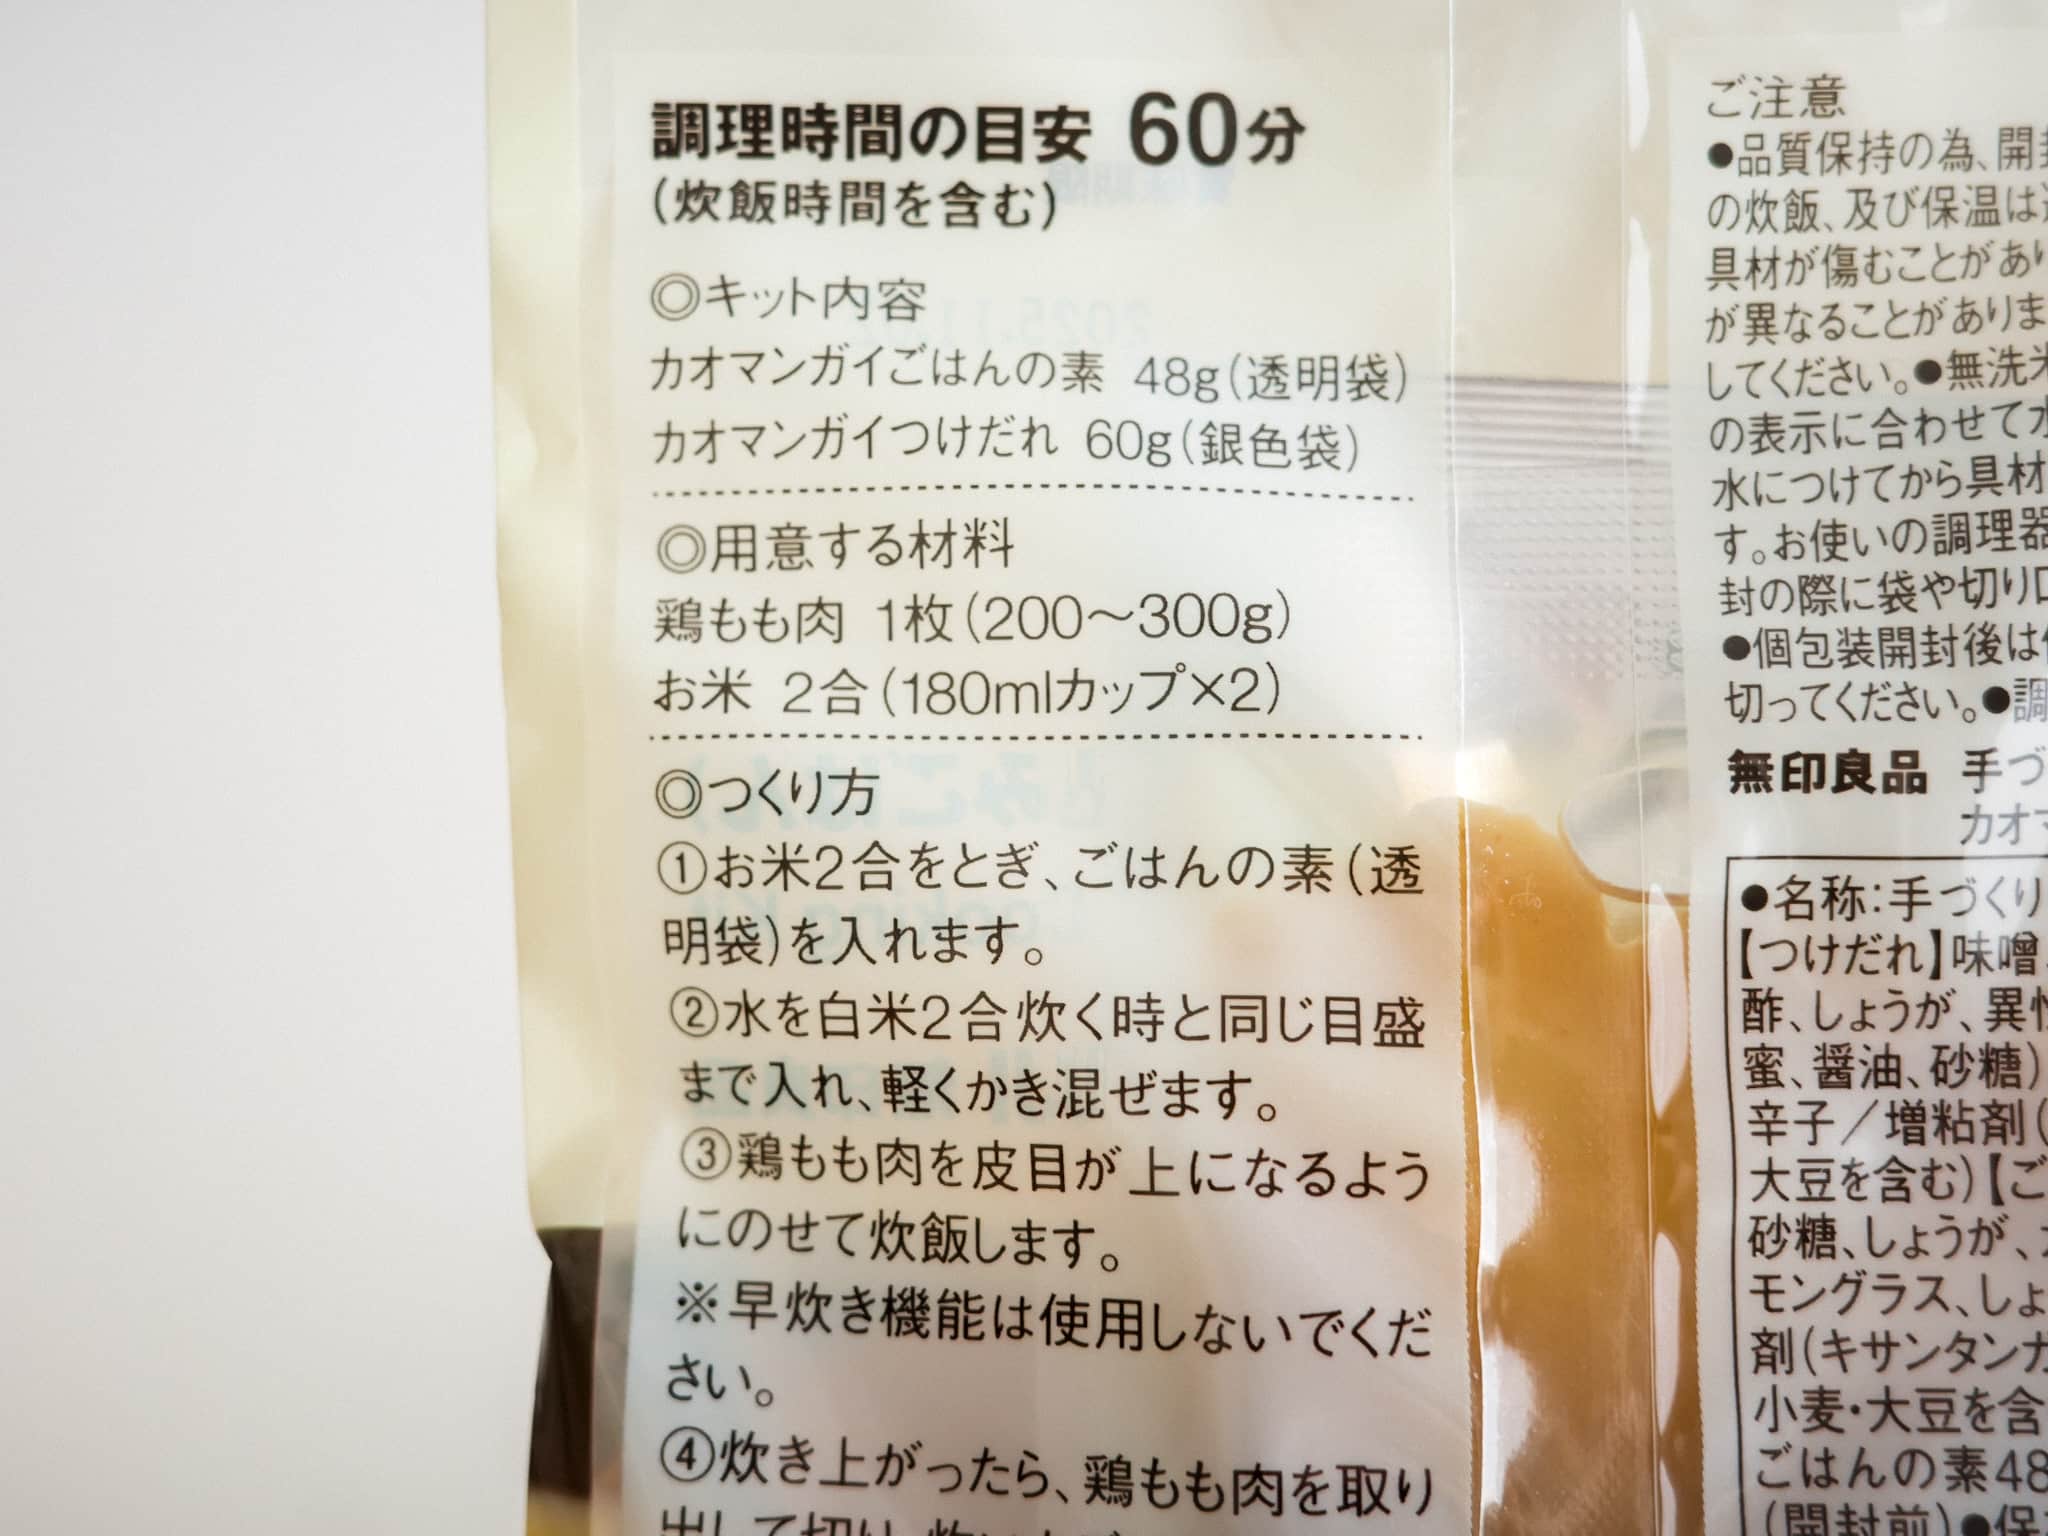 調理時間の目安 60分
(炊飯時間を含む)
◎キット内容
カオマンガイごはんの素 48g(透明袋)
カオマンガイつけだれ 60g(銀色袋)
◎用意する材料
鶏もも肉 1枚(200〜300g)
お米 2合(180mlカップ×2)
◎つくり方
①お米2合をとぎ、ごはんの素(透
明袋)を入れます。
②水を白米2合炊く時と同じ目盛
まで入れ、軽くかき混ぜます。
③鶏もも肉を皮目が上になるよう
にのせて炊飯します。
※早炊き機能は使用しないでくだ
さい。
④炊き上がったら、鶏もも肉を取り
ご注意
●品質保持の為、開封
の炊飯、及び保温は
具材が傷むことがあり
が異なることがありま
してください。●無洗米
の表示に合わせて水
水につけてから具材
す。お使いの調理器
封の際に袋や切り口
●個包装開封後は
切ってください。●調
無印良品 手づ
カオマ
●名称:手づくり
【つけだれ】味噌、
酢、しょうが、異性
蜜、醤油、砂糖)
辛子/増粘剤(
大豆を含む)【ご
砂糖、しょうが、
モングラス、しょ
剤(キサンタンガ
小麦・大豆を含
ごはんの素48
(開封前)●保